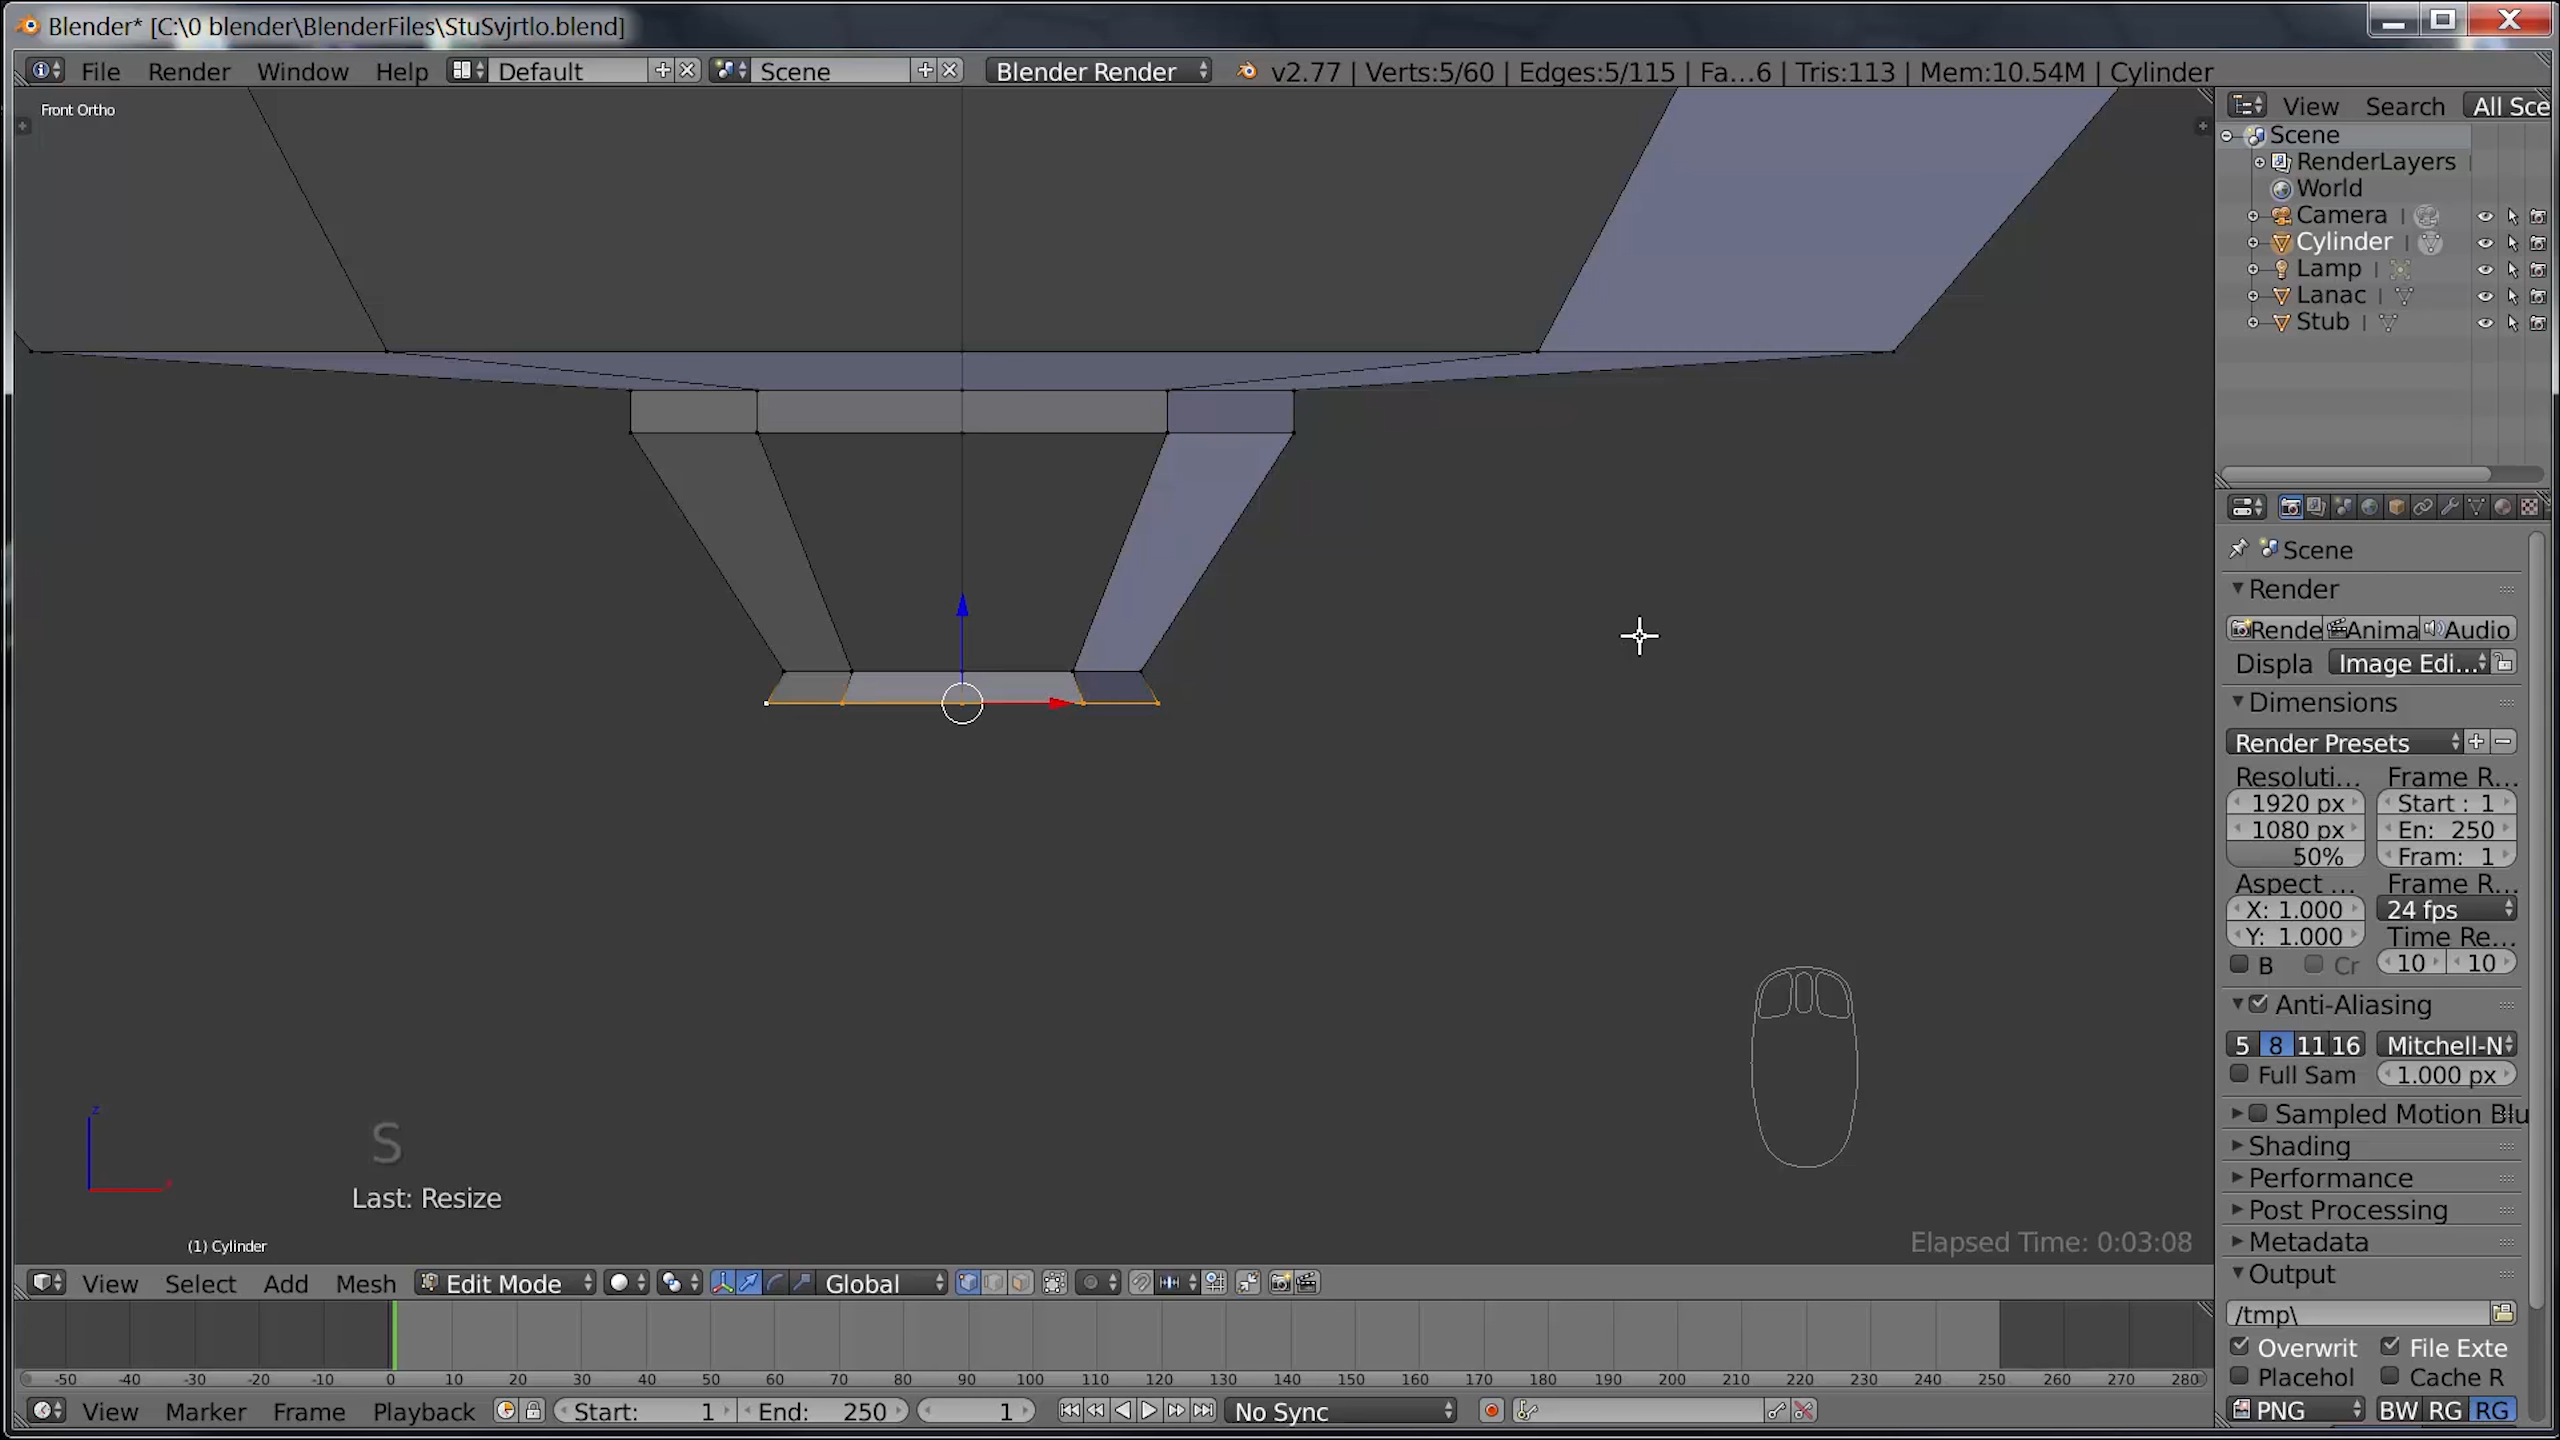 Blender* [C:\0 blender\BlenderFiles\StuSvjrtlo.blend]
File Render Window Help Default Scene Blender Render v2.77 | Verts:5/60 | Edges:5/115 | Fa...6 | Tris:113 | Mem:10.54M | Cylinder
Front Ortho
View Search All Sce
Scene
RenderLayers
World
Camera
Cylinder
Lamp
Lanac
Stub
Scene
Render
Rende Anima Audio
Displa Image Edi...
Dimensions
Render Presets
Resoluti... Frame R...
1920 px Start : 1
1080 px En: 250
50% Fram: 1
Aspect ... Frame R...
X: 1.000 24 fps
Y: 1.000 Time Re...
B Cr 10 10
Anti-Aliasing
5 8 11 16 Mitchell-N
Full Sam 1.000 px
Sampled Motion Blu
Shading
Performance
Post Processing
Metadata
Output
/tmp\
Overwrit File Exte
Placehol Cache R
PNG BW RG RG
z
x
S
Last: Resize
(1) Cylinder
Elapsed Time: 0:03:08
View Select Add Mesh Edit Mode Global
-50 -40 -30 -20 -10 0 10 20 30 40 50 60 70 80 90 100 110 120 130 140 150 160 170 180 190 200 210 220 230 240 250 260 270 280
View Marker Frame Playback Start: 1 End: 250 1 No Sync